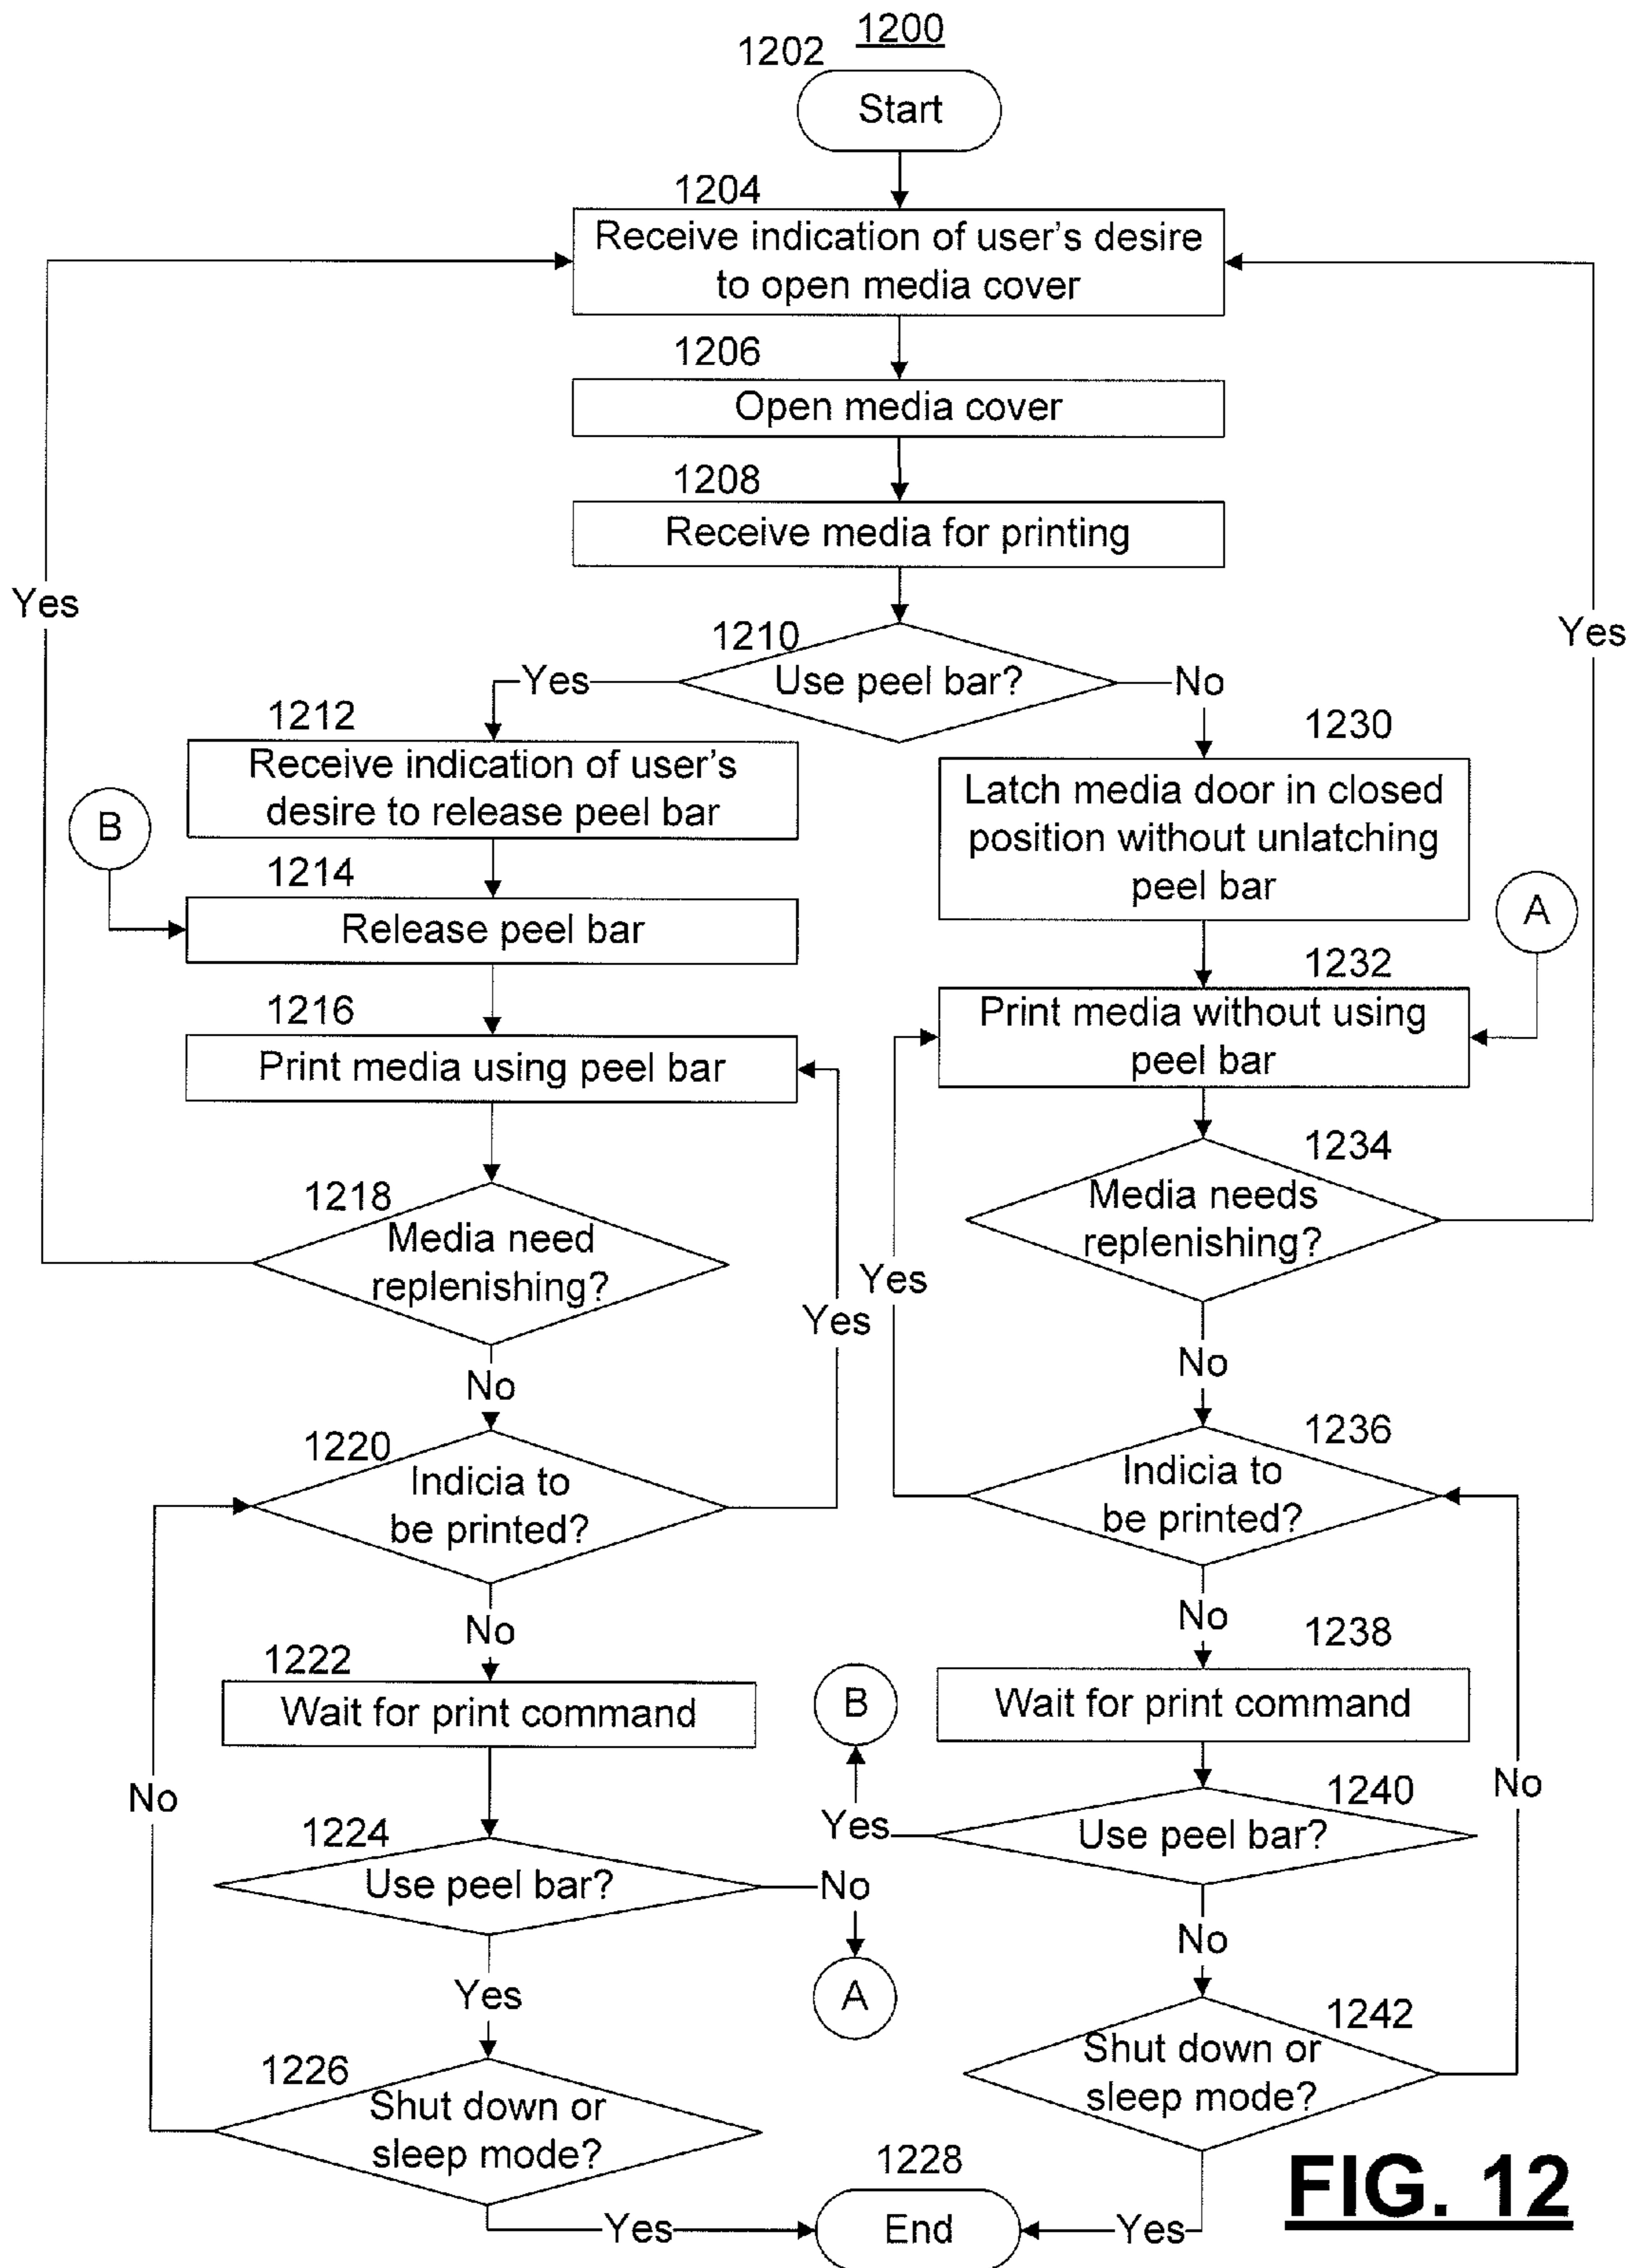 1200
1202
Start
1204
Receive indication of user's desire
to open media cover
1206
Open media cover
1208
Receive media for printing
Yes
Yes
1210
Use peel bar?
Yes
No
1212
Receive indication of user's
desire to release peel bar
B
1214
Release peel bar
1216
Print media using peel bar
1218
Media need
replenishing?
No
Yes
1220
Indicia to
be printed?
No
1222
Wait for print command
No
1224
Use peel bar?
No
A
Yes
1226
Shut down or
sleep mode?
Yes
1230
Latch media door in closed
position without unlatching
peel bar
A
1232
Print media without using
peel bar
1234
Media needs
replenishing?
Yes
No
1236
Indicia to
be printed?
No
1238
Wait for print command
B
Yes
1240
Use peel bar?
No
No
1242
Shut down or
sleep mode?
Yes
1228
End
FIG. 12